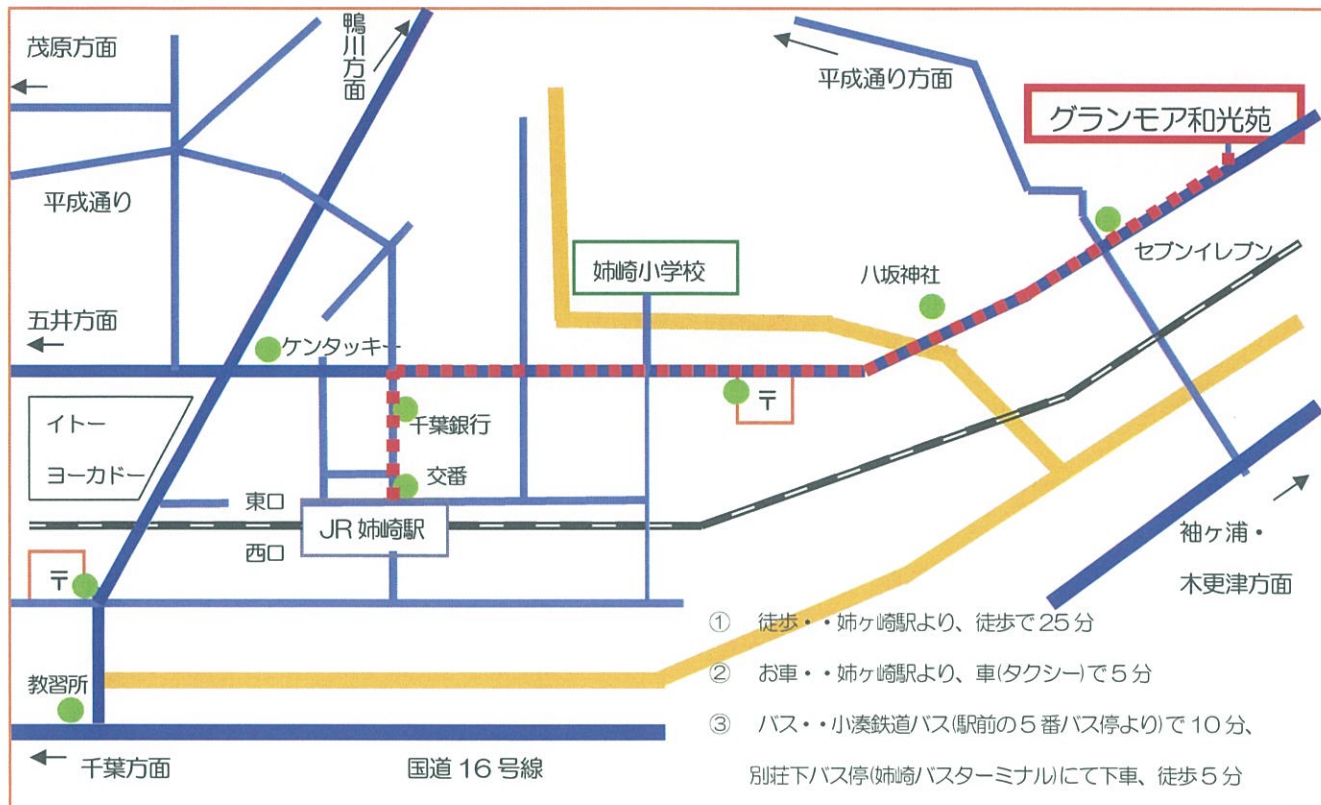 茂原方面
鴨川方面
平成通り方面
グランモア和光苑
平成通り
姉崎小学校
八坂神社
セブンイレブン
五井方面
ケンタッキー
〒
イトー
ヨーカドー
千葉銀行
交番
東口
JR 姉崎駅
西口
〒
袖ヶ浦・
木更津方面
① 徒歩・・姉ヶ崎駅より、徒歩で25分
② お車・・姉ヶ崎駅より、車(タクシー)で5分
教習所
③ バス・・小湊鉄道バス(駅前の5番バス停より)で10分、
別荘下バス停(姉崎バスターミナル)にて下車、徒歩5分
千葉方面
国道16号線